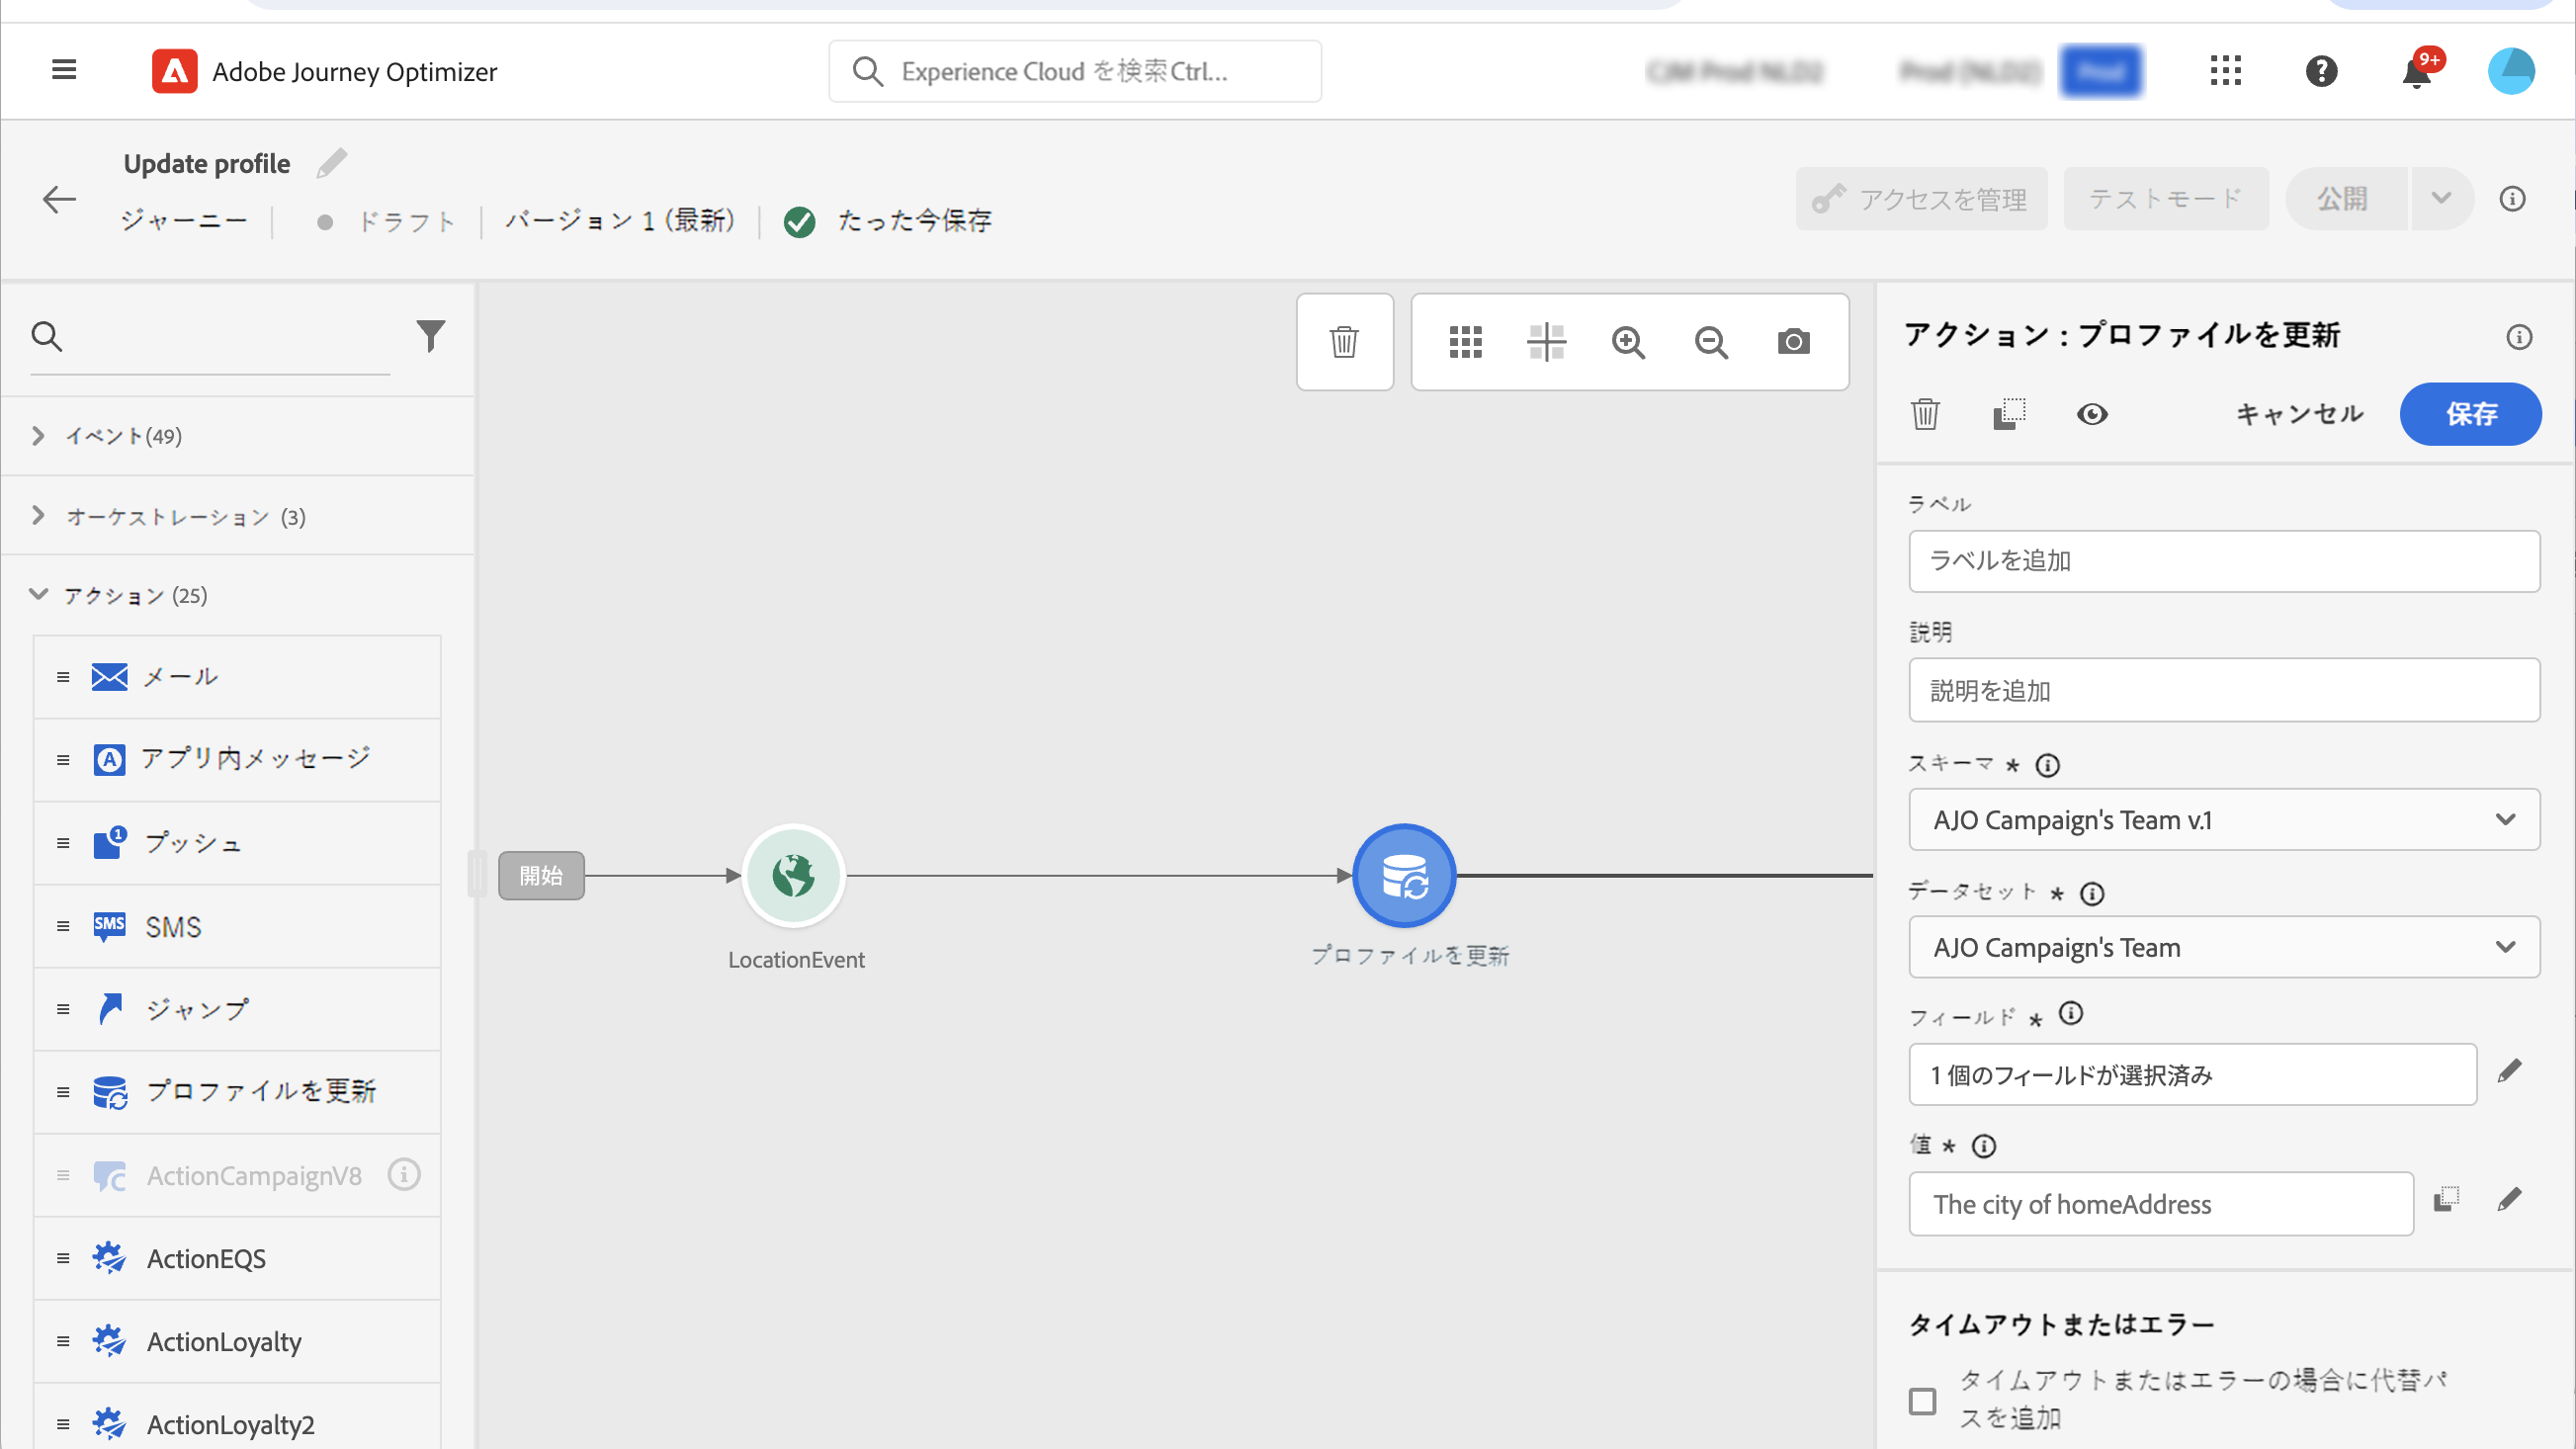 Adobe Journey Optimizer
Experience Cloud を検索Ctrl...
9+
Update profile
ジャーニー
ドラフト
バージョン 1 (最新)
たった今保存
アクセスを管理
テストモード
公開
イベント(49)
オーケストレーション (3)
アクション (25)
メール
アプリ内メッセージ
1
プッシュ
SMS
SMS
ジャンプ
プロファイルを更新
ActionCampaignV8
ActionEQS
ActionLoyalty
ActionLoyalty2
開始
LocationEvent
プロファイルを更新
アクション : プロファイルを更新
キャンセル
保存
ラベル
ラベルを追加
説明
説明を追加
スキーマ *
AJO Campaign's Team v.1
データセット *
AJO Campaign's Team
フィールド *
1 個のフィールドが選択済み
値 *
The city of homeAddress
タイムアウトまたはエラー
タイムアウトまたはエラーの場合に代替パ
スを追加